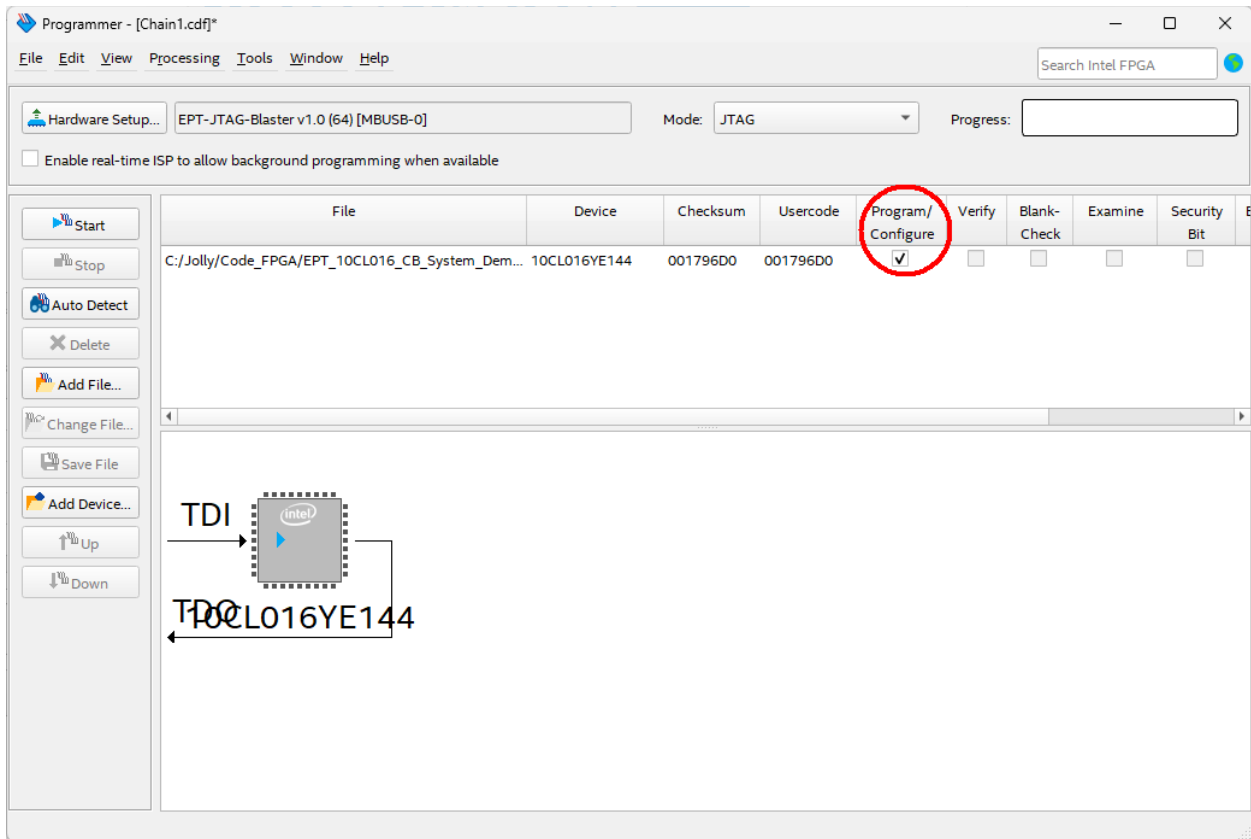 Programmer - [Chain1.cdf]*
File Edit View Processing Tools Window Help
Search Intel FPGA
Hardware Setup... EPT-JTAG-Blaster v1.0 (64) [MBUSB-0] Mode: JTAG Progress:
Enable real-time ISP to allow background programming when available
Start
Stop
Auto Detect
Delete
Add File...
Change File...
Save File
Add Device...
Up
Down
File Device Checksum Usercode Program/ Configure Verify Blank- Check Examine Security Bit E
C:/Jolly/Code_FPGA/EPT_10CL016_CB_System_Dem... 10CL016YE144 001796D0 001796D0
TDI
intel
TDO
10CL016YE144